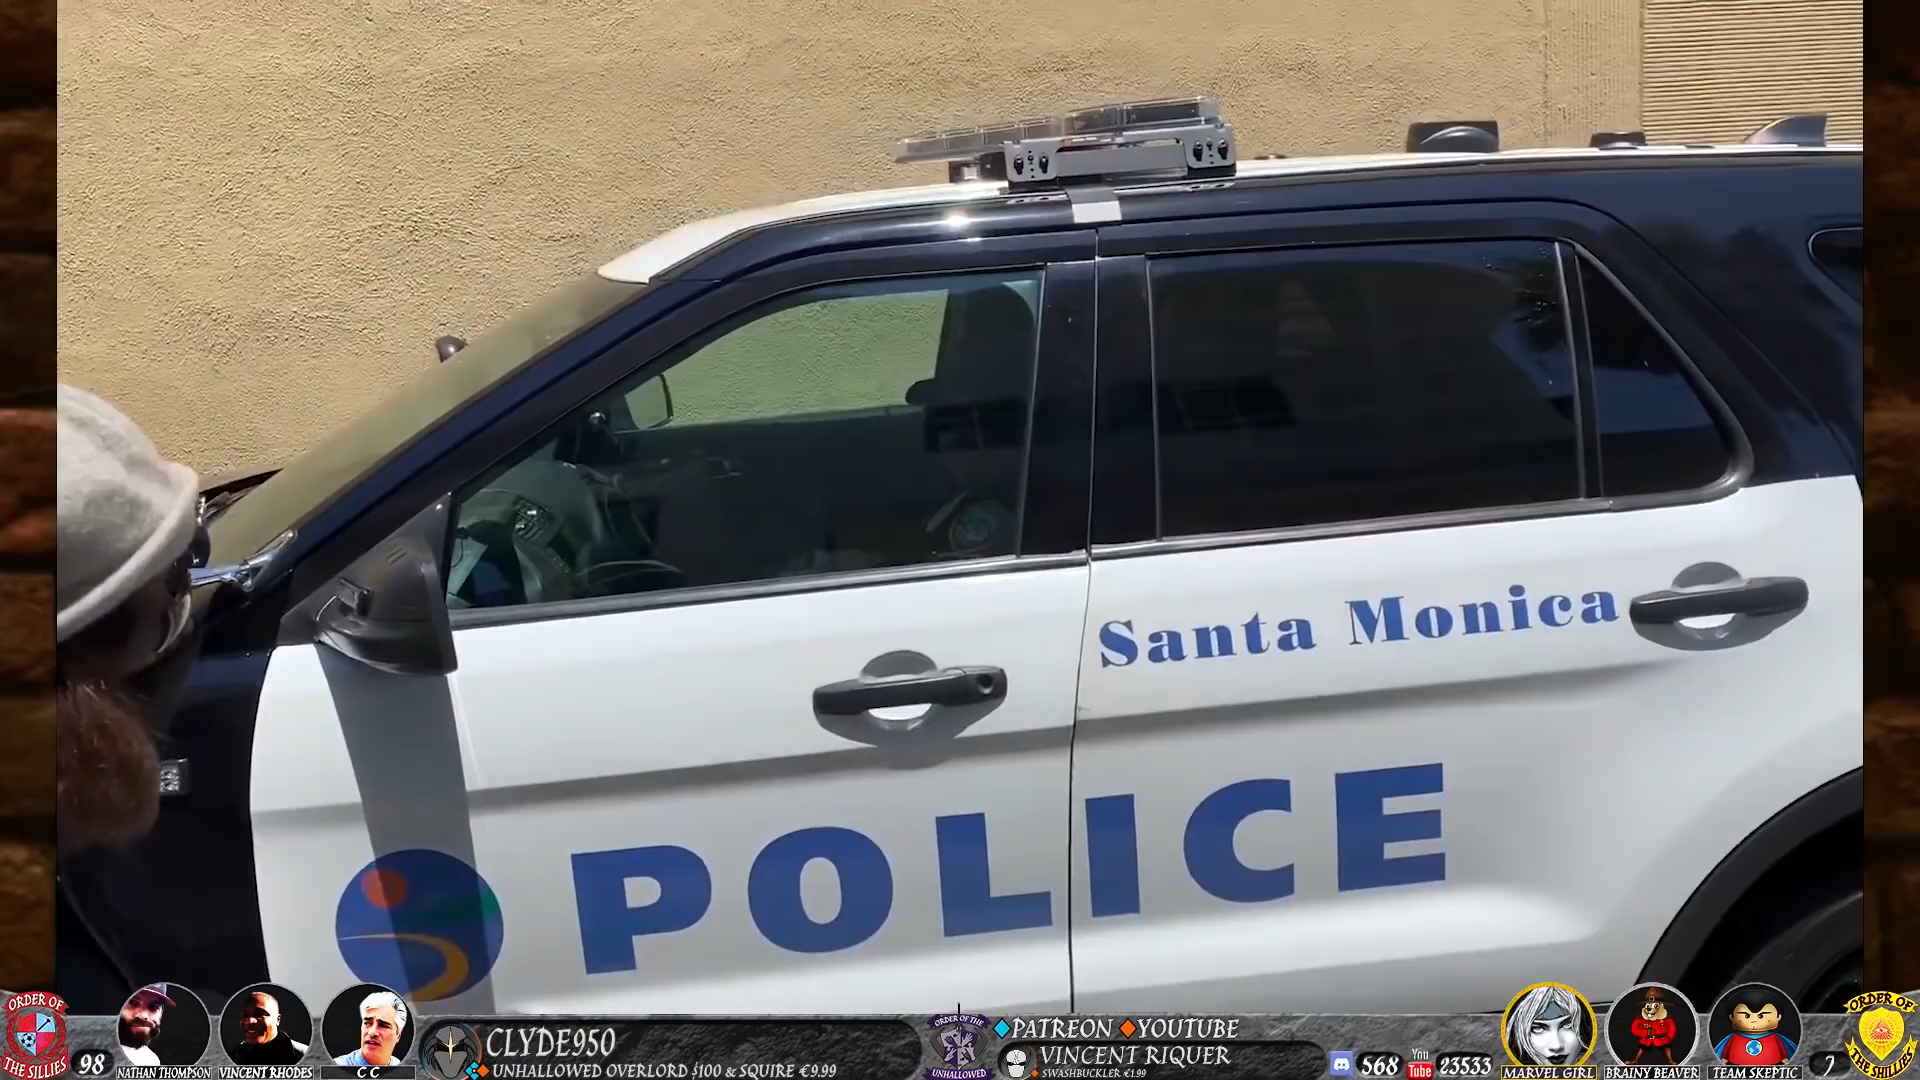 Santa Monica
POLICE
ORDER OF
THE SILLIES
98
NATHAN THOMPSON
VINCENT RHODES
C C
CLYDE950
UNHALLOWED OVERLORD $100 & SQUIRE €9.99
ORDER OF THE
UNHALLOWED
PATREON YOUTUBE
VINCENT RIQUER
SWASHBUCKLER €1.99
568
You
Tube
23533
MARVEL GIRL
BRAINY BEAVER
TEAM SKEPTIC
7
ORDER OF
THE SHILLIES